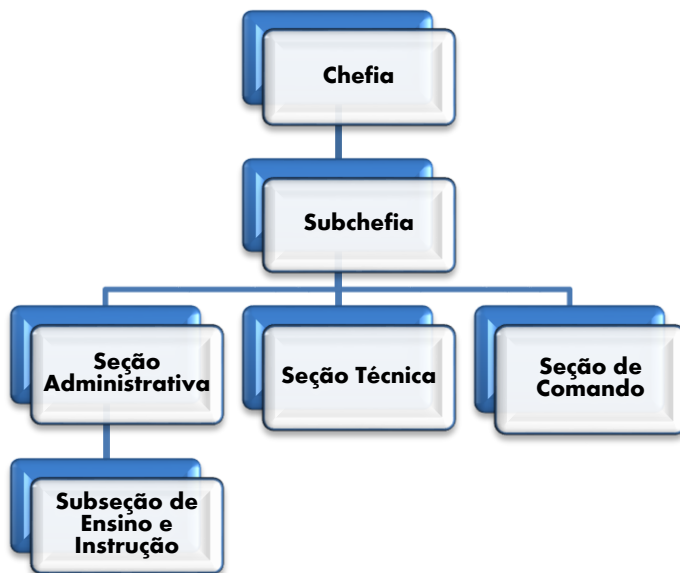 Chefia
Subchefia
Seção
Administrativa
Seção Técnica
Seção de
Comando
Subseção de
Ensino e
Instrução